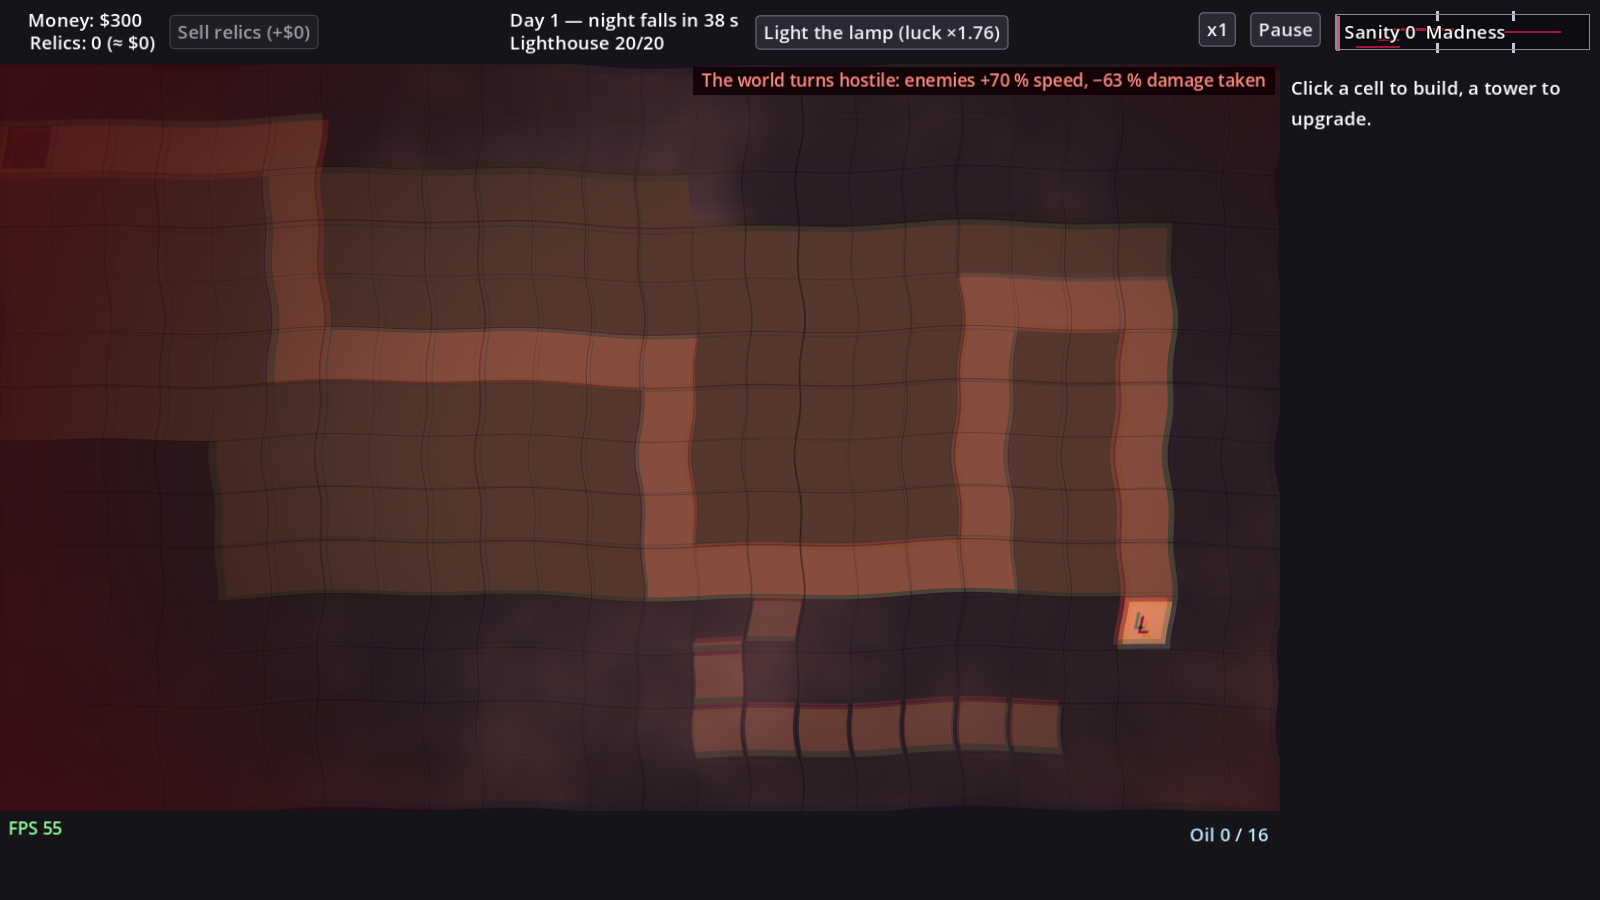 Money: $300
Relics: 0 (≈ $0)
Sell relics (+$0)
Day 1 — night falls in 38 s
Lighthouse 20/20
Light the lamp (luck ×1.76)
x1
Pause
Sanity 0 Madness
The world turns hostile: enemies +70 % speed, −63 % damage taken
Click a cell to build, a tower to
upgrade.
L
FPS 55
Oil 0 / 16